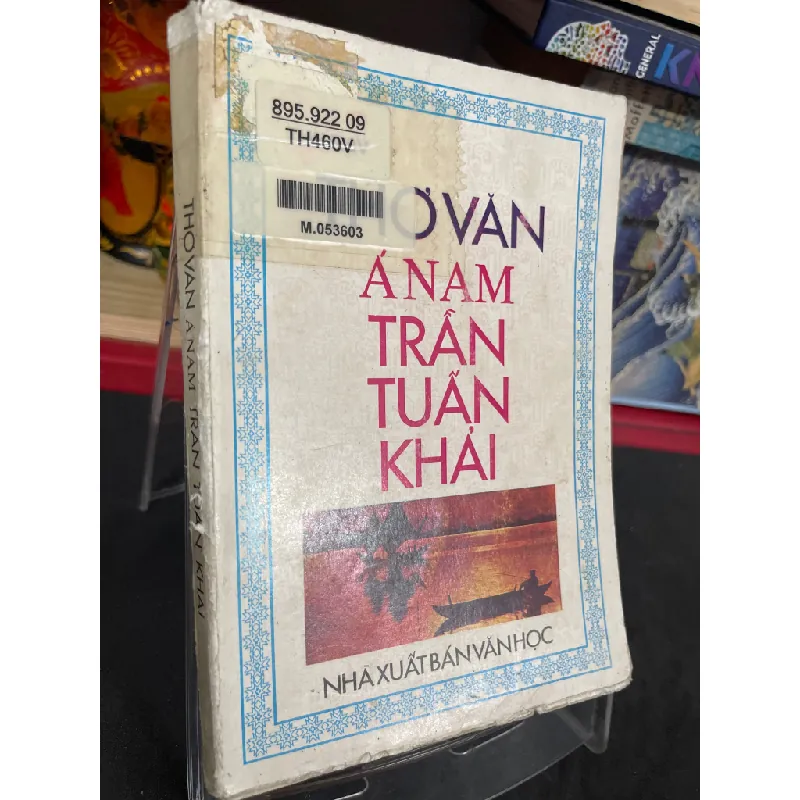 895.922 09
TH460V
M.053603
THƠ VĂN
Á NAM
TRẦN
TUẤN
KHẢI
NHÀ XUẤT BẢN VĂN HỌC
THƠ VĂN Á NAM TRẦN TUẤN KHẢI
GENERAL